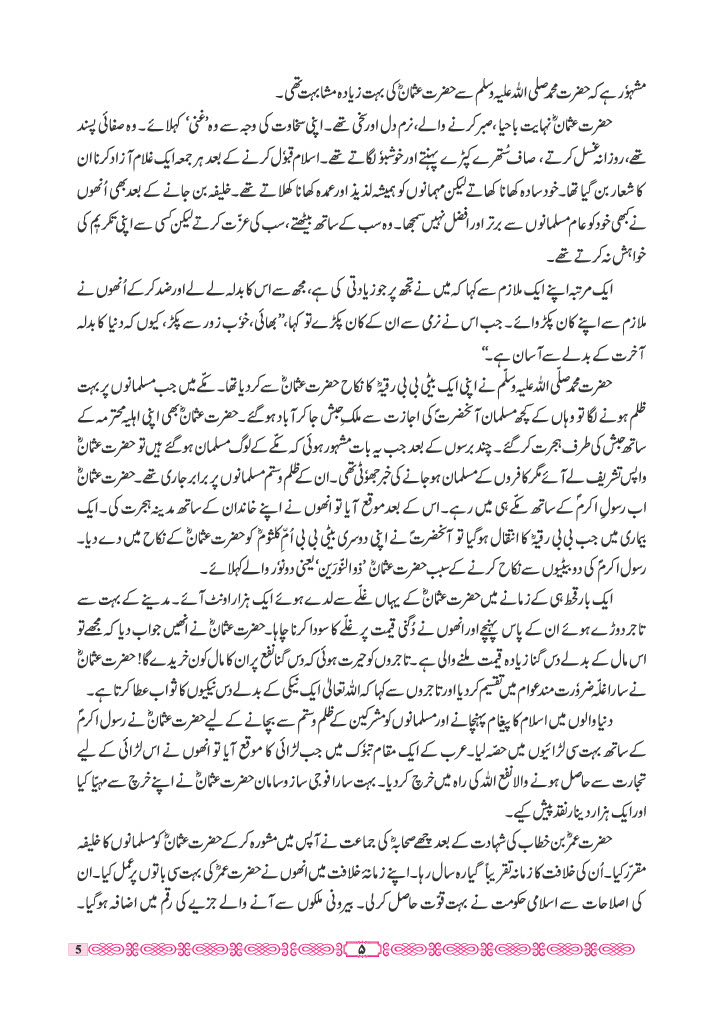 مشہور ہے کہ حضرت محمد صلی اللہ علیہ وسلم سے حضرت عثمانؓ کی بہت زیادہ مشابہت تھی۔
حضرت عثمانؓ نہایت باحیا، صبر کرنے والے، نرم دل اور سخی تھے۔ اپنی سخاوت کی وجہ سے وہ ’غنی‘ کہلائے۔ وہ صفائی پسند
تھے، روزانہ غسل کرتے، صاف ستھرے کپڑے پہنتے اور خوشبو لگاتے تھے۔ اسلام قبول کرنے کے بعد ہر جمعہ ایک غلام آزاد کرنا ان
کا شعار بن گیا تھا۔ خود سادہ کھانا کھاتے لیکن مہمانوں کو ہمیشہ لذیذ اور عمدہ کھانا کھلاتے تھے۔ خلیفہ بن جانے کے بعد بھی اُنھوں
نے کبھی خود کو عام مسلمانوں سے برتر اور افضل نہیں سمجھا۔ وہ سب کے ساتھ بیٹھتے، سب کی عزّت کرتے لیکن کسی سے اپنی تکریم کی
خواہش نہ کرتے تھے۔
ایک مرتبہ اپنے ایک ملازم سے کہا کہ میں نے تجھ پر جو زیادتی کی ہے، مجھ سے اس کا بدلہ لے لے اور ضد کر کے اُنھوں نے
ملازم سے اپنے کان پکڑوائے۔ جب اس نے نرمی سے ان کے کان پکڑے تو کہا، ’’بھائی، خوب زور سے پکڑ، کیوں کہ دنیا کا بدلہ
آخرت کے بدلے سے آسان ہے۔‘‘
حضرت محمد صلّی اللہ علیہ وسلّم نے اپنی ایک بیٹی بی بی رقیہؓ کا نکاح حضرت عثمانؓ سے کردیا تھا۔ مکّے میں جب مسلمانوں پر بہت
ظلم ہونے لگا تو وہاں کے کچھ مسلمان آنحضرتؐ کی اجازت سے ملکِ حبش جا کر آباد ہوگئے۔ حضرت عثمانؓ بھی اپنی اہلیہ محترمہ کے
ساتھ حبش کی طرف ہجرت کر گئے۔ چند برسوں کے بعد جب یہ بات مشہور ہوئی کہ مکّے کے لوگ مسلمان ہو گئے ہیں تو حضرت عثمانؓ
واپس تشریف لے آئے مگر کافروں کے مسلمان ہو جانے کی خبر جھوٹی تھی۔ ان کے ظلم وستم مسلمانوں پر برابر جاری تھے۔ حضرت عثمانؓ
اب رسولِ اکرمؐ کے ساتھ مکّے ہی میں رہے۔ اس کے بعد موقع آیا تو انھوں نے اپنے خاندان کے ساتھ مدینہ ہجرت کی۔ ایک
بیماری میں جب بی بی رقیہؓ کا انتقال ہوگیا تو آنحضرتؐ نے اپنی دوسری بیٹی بی بی اُمِّ کلثومؓ کو حضرت عثمانؓ کے نکاح میں دے دیا۔
رسول اکرمؐ کی دو بیٹیوں سے نکاح کرنے کے سبب حضرت عثمانؓ ’ذوالنّورَین‘ یعنی دو نور والے کہلائے۔
ایک بار قحط ہی کے زمانے میں حضرت عثمانؓ کے یہاں غلّے سے لدے ہوئے ایک ہزار اونٹ آئے۔ مدینے کے بہت سے
تاجر دوڑے ہوئے ان کے پاس پہنچے اور انھوں نے دُگنی قیمت پر غلّے کا سودا کرنا چاہا۔ حضرت عثمانؓ نے انھیں جواب دیا کہ مجھے تو
اس مال کے بدلے دس گنا زیادہ قیمت ملنے والی ہے۔ تاجروں کو حیرت ہوئی کہ دس گنا نفع پر ان کا مال کون خریدے گا! حضرت عثمانؓ
نے سارا غلّہ ضرورت مند عوام میں تقسیم کردیا اور تاجروں سے کہا کہ اللہ تعالیٰ ایک نیکی کے بدلے دس نیکیوں کا ثواب عطا کرتا ہے۔
دنیا والوں میں اسلام کا پیغام پہنچانے اور مسلمانوں کو مشرکین کے ظلم وستم سے بچانے کے لیے حضرت عثمانؓ نے رسول اکرمؐ
کے ساتھ بہت سی لڑائیوں میں حصّہ لیا۔ عرب کے ایک مقام تبوک میں جب لڑائی کا موقع آیا تو انھوں نے اس لڑائی کے لیے
تجارت سے حاصل ہونے والا نفع اللہ کی راہ میں خرچ کر دیا۔ بہت سارا فوجی ساز وسامان حضرت عثمانؓ نے اپنے خرچ سے مہیّا کیا
اور ایک ہزار دینار نقد پیش کیے۔
حضرت عمرؓ بن خطاب کی شہادت کے بعد چھے صحابہؓ کی جماعت نے آپس میں مشورہ کر کے حضرت عثمانؓ کو مسلمانوں کا خلیفہ
مقرّر کیا۔ اُن کی خلافت کا زمانہ تقریباً گیارہ سال رہا۔ اپنے زمانۂ خلافت میں انھوں نے حضرت عمرؓ کی بہت سی باتوں پر عمل کیا۔ ان
کی اصلاحات سے اسلامی حکومت نے بہت قوّت حاصل کر لی۔ بیرونی ملکوں سے آنے والے جزیے کی رقم میں اضافہ ہوگیا۔
۵
5